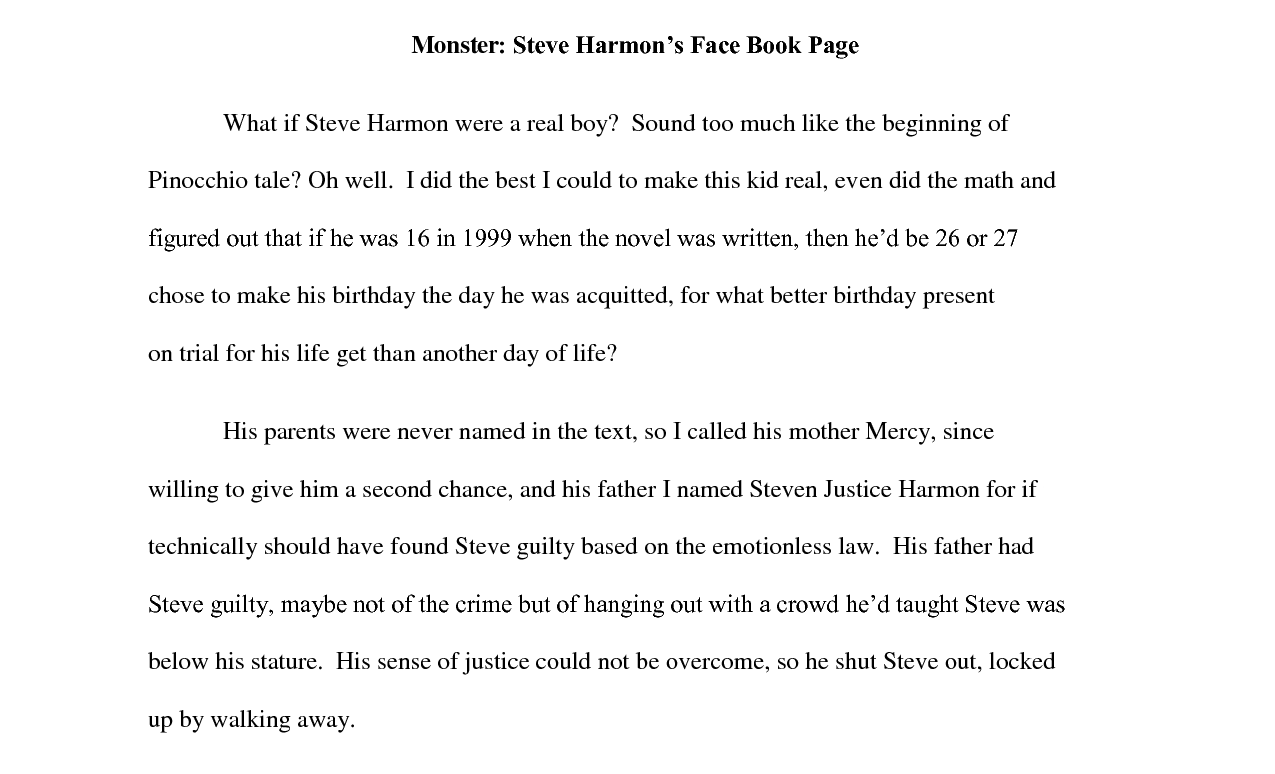 Monster: Steve Harmon’s Face Book Page
What if Steve Harmon were a real boy?  Sound too much like the beginning of
Pinocchio tale? Oh well.  I did the best I could to make this kid real, even did the math and
figured out that if he was 16 in 1999 when the novel was written, then he’d be 26 or 27
chose to make his birthday the day he was acquitted, for what better birthday present
on trial for his life get than another day of life?
His parents were never named in the text, so I called his mother Mercy, since
willing to give him a second chance, and his father I named Steven Justice Harmon for if
technically should have found Steve guilty based on the emotionless law.  His father had
Steve guilty, maybe not of the crime but of hanging out with a crowd he’d taught Steve was
below his stature.  His sense of justice could not be overcome, so he shut Steve out, locked
up by walking away.